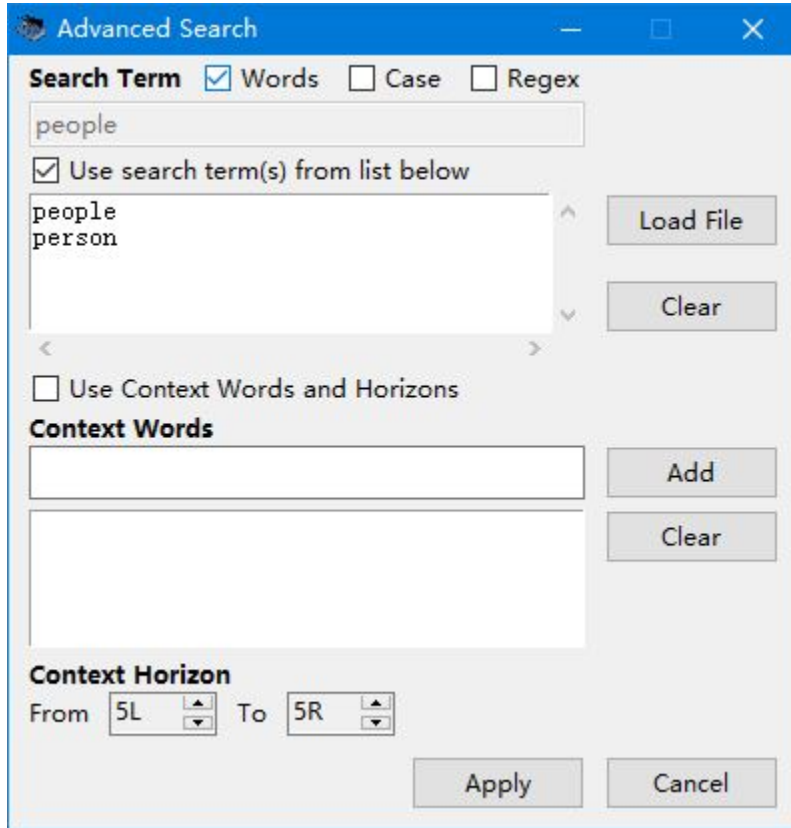 Advanced Search
Search Term Words Case Regex
people
Use search term(s) from list below
people
person
Load File
Clear
Use Context Words and Horizons
Context Words
Add
Clear
Context Horizon
From 5L To 5R
Apply Cancel